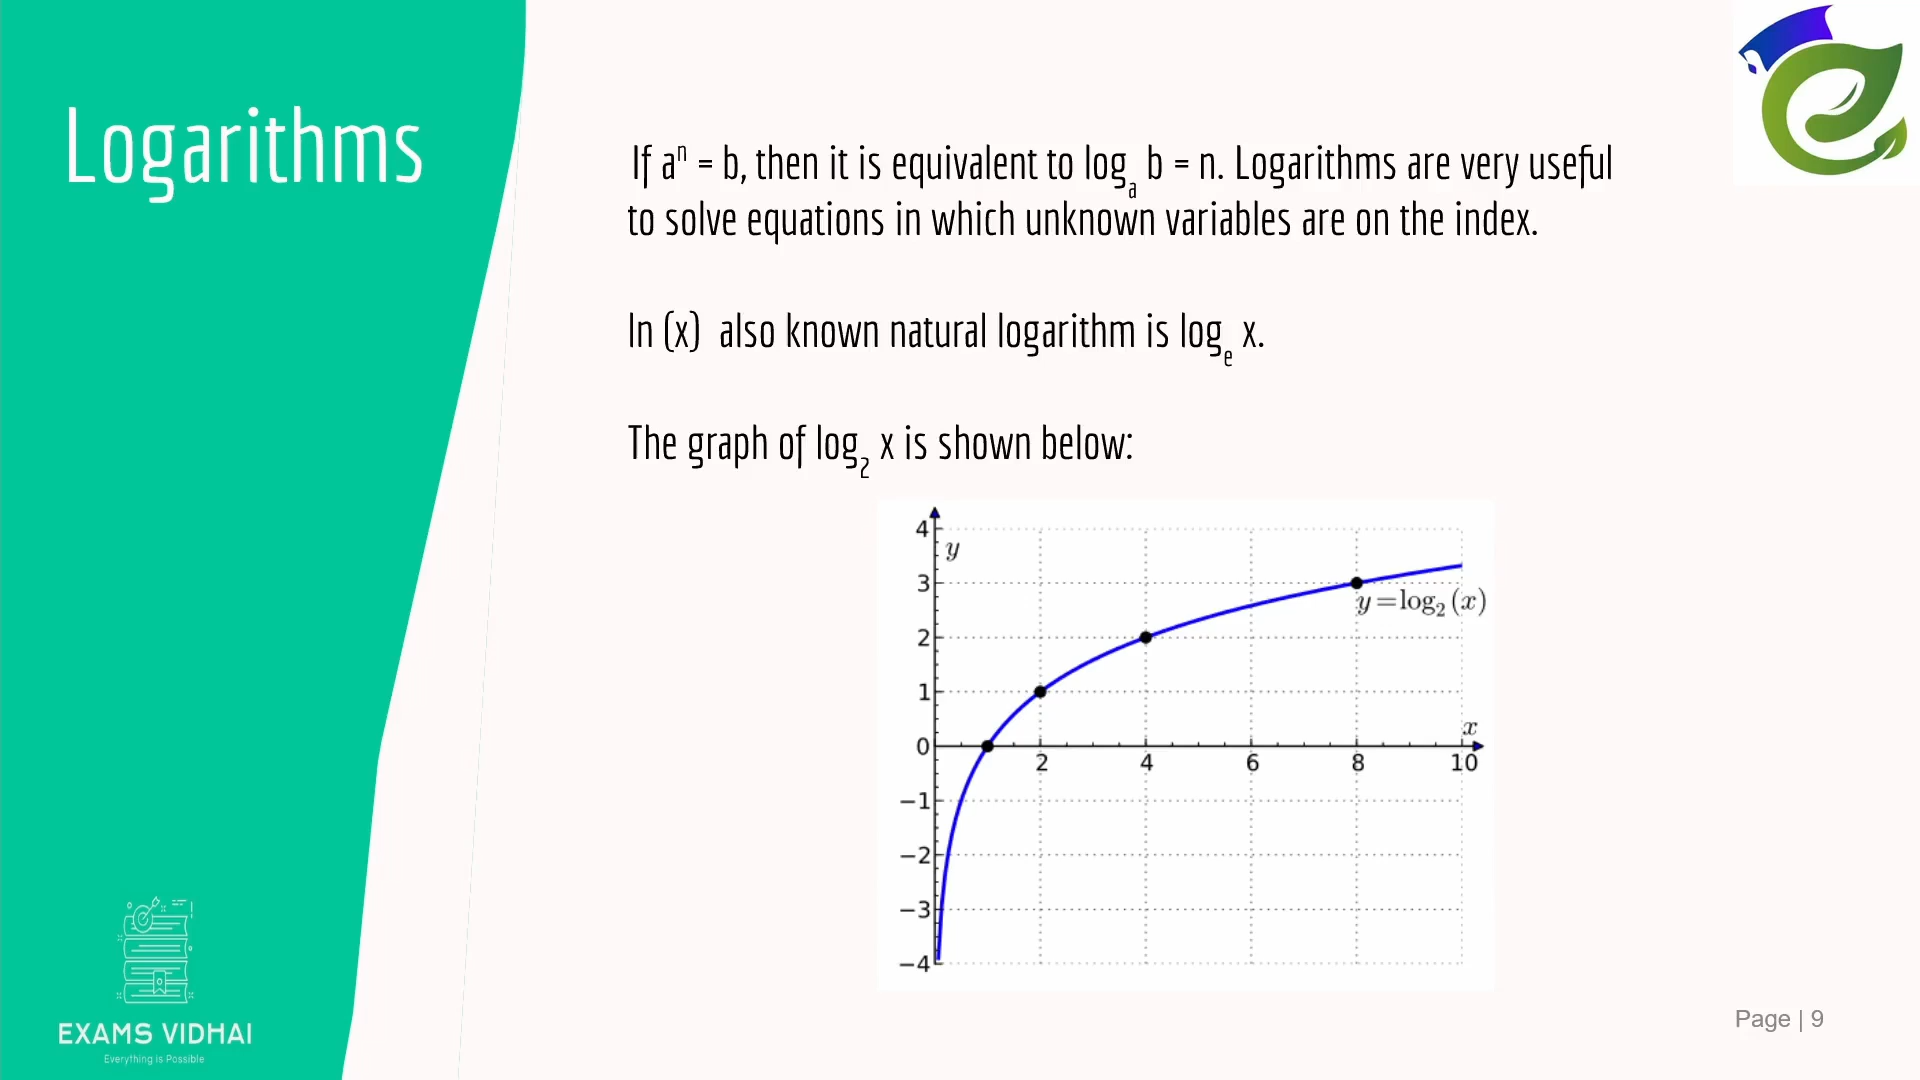 Logarithms
If aⁿ = b, then it is equivalent to logₐ b = n. Logarithms are very useful
to solve equations in which unknown variables are on the index.
ln (x) also known natural logarithm is logₑ x.
The graph of log₂ x is shown below:
4
y
3
y=log₂(x)
2
1
x
0
2 4 6 8 10
−1
−2
−3
−4
EXAMS VIDHAI
Everything is Possible
Page | 9